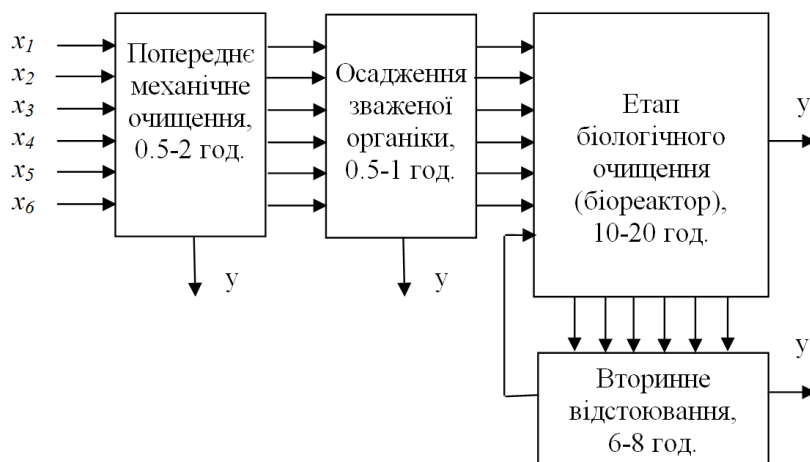 x1
x2
x3
x4
x5
x6
Попереднє
механічне
очищення,
0.5-2 год.
y
Осадження
зваженої
органіки,
0.5-1 год.
y
Етап
біологічного
очищення
(біореактор),
10-20 год.
y
Вторинне
відстоювання,
6-8 год.
y